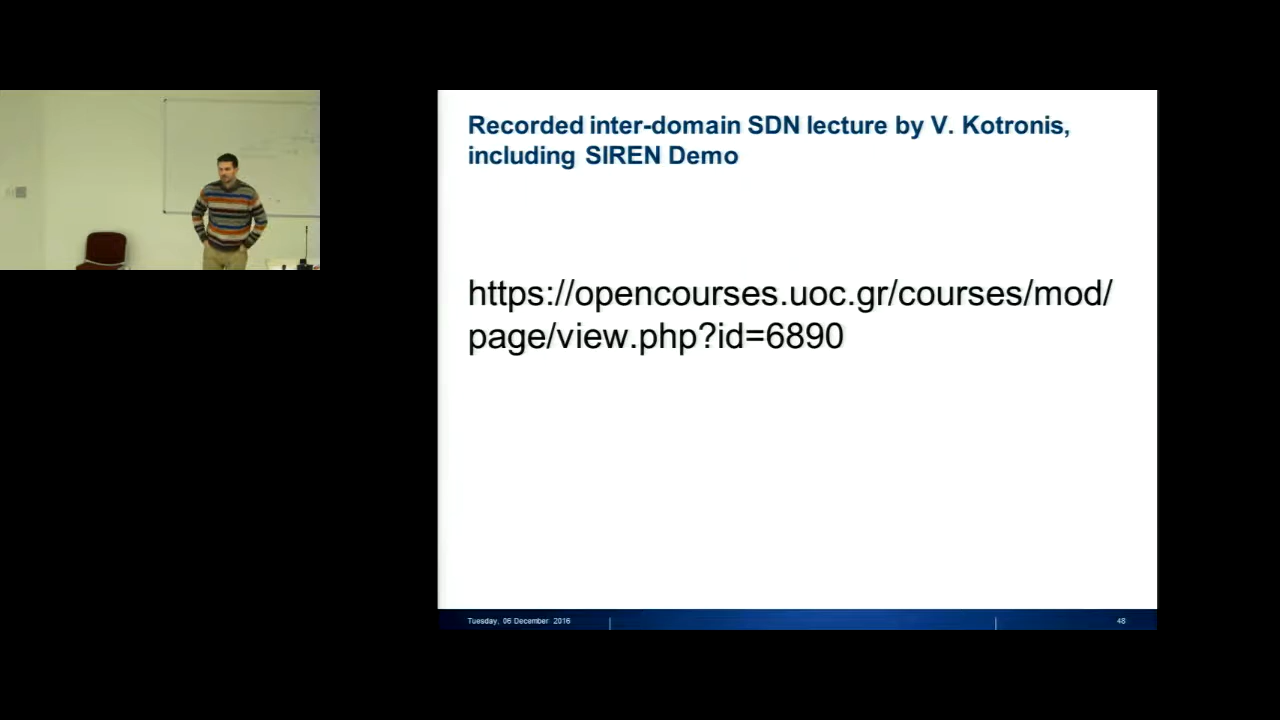 Recorded inter-domain SDN lecture by V. Kotronis,
including SIREN Demo
https://opencourses.uoc.gr/courses/mod/
page/view.php?id=6890
Tuesday, 06 December 2016
48